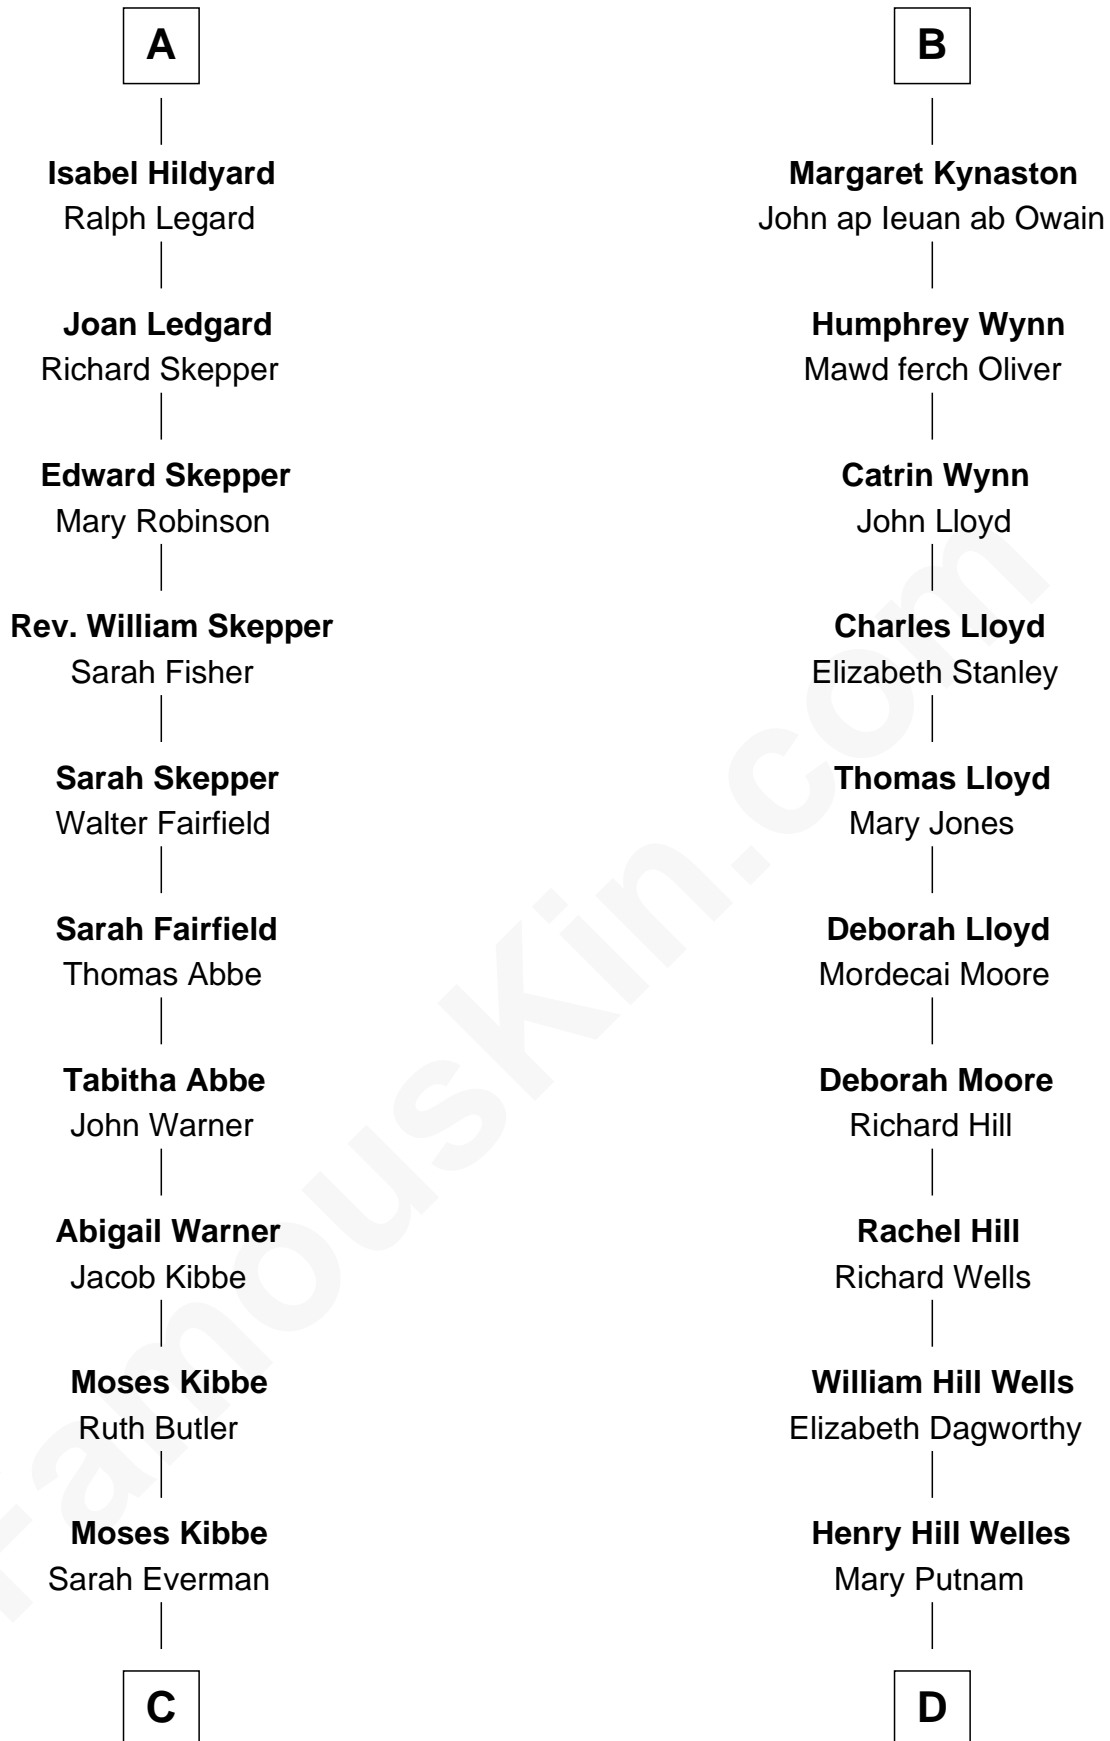 A
Isabel Hildyard
Ralph Legard
Joan Ledgard
Richard Skepper
Edward Skepper
Mary Robinson
Rev. William Skepper
Sarah Fisher
Sarah Skepper
Walter Fairfield
Sarah Fairfield
Thomas Abbe
Tabitha Abbe
John Warner
Abigail Warner
Jacob Kibbe
Moses Kibbe
Ruth Butler
Moses Kibbe
Sarah Everman
C
B
Margaret Kynaston
John ap Ieuan ab Owain
Humphrey Wynn
Mawd ferch Oliver
Catrin Wynn
John Lloyd
Charles Lloyd
Elizabeth Stanley
Thomas Lloyd
Mary Jones
Deborah Lloyd
Mordecai Moore
Deborah Moore
Richard Hill
Rachel Hill
Richard Wells
William Hill Wells
Elizabeth Dagworthy
Henry Hill Welles
Mary Putnam
D
FamousKin.com